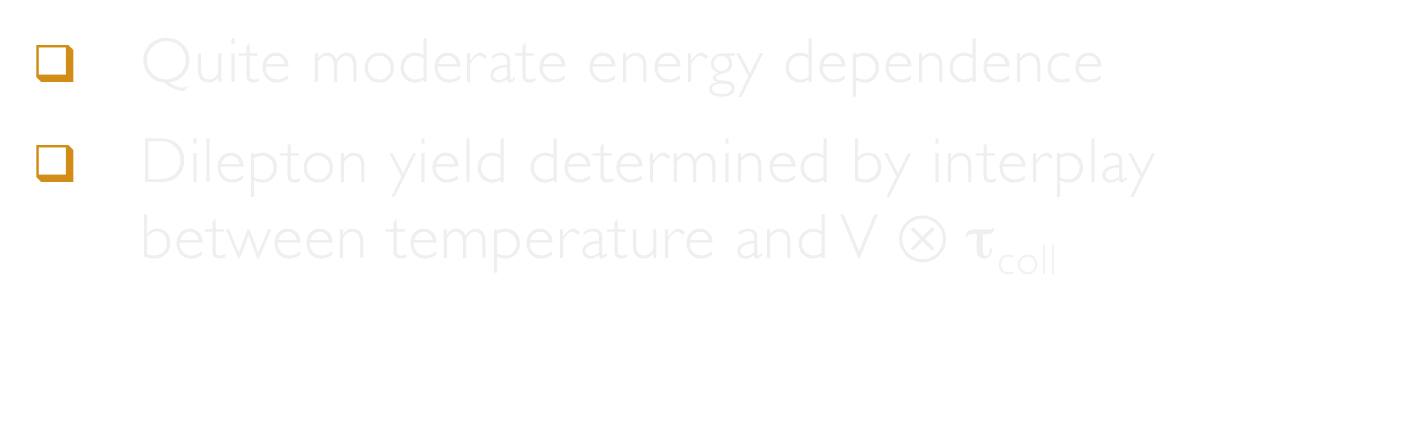 ❑ Quite moderate energy dependence
❑ Dilepton yield determined by interplay
between temperature and V ⊗ τcoll